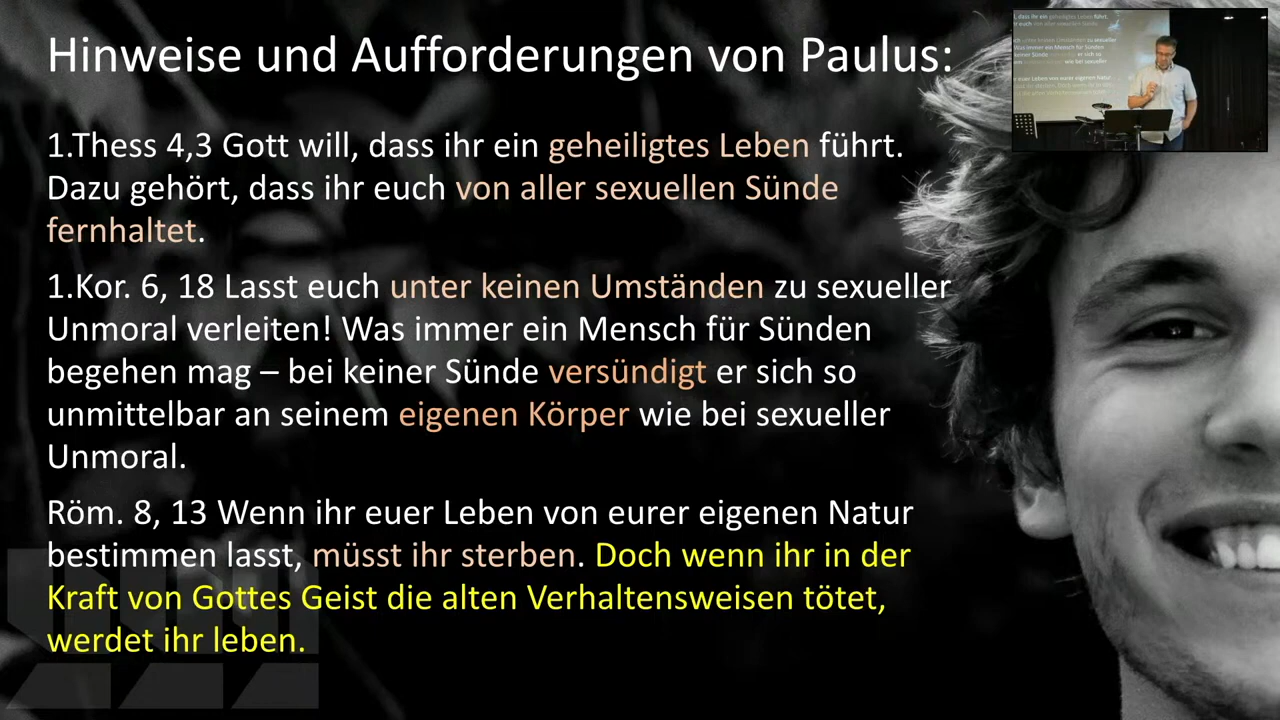 Hinweise und Aufforderungen von Paulus:
1.Thess 4,3 Gott will, dass ihr ein geheiligtes Leben führt.
Dazu gehört, dass ihr euch von aller sexuellen Sünde
fernhaltet.
1.Kor. 6, 18 Lasst euch unter keinen Umständen zu sexueller
Unmoral verleiten! Was immer ein Mensch für Sünden
begehen mag – bei keiner Sünde versündigt er sich so
unmittelbar an seinem eigenen Körper wie bei sexueller
Unmoral.
Röm. 8, 13 Wenn ihr euer Leben von eurer eigenen Natur
bestimmen lasst, müsst ihr sterben. Doch wenn ihr in der
Kraft von Gottes Geist die alten Verhaltensweisen tötet,
werdet ihr leben.